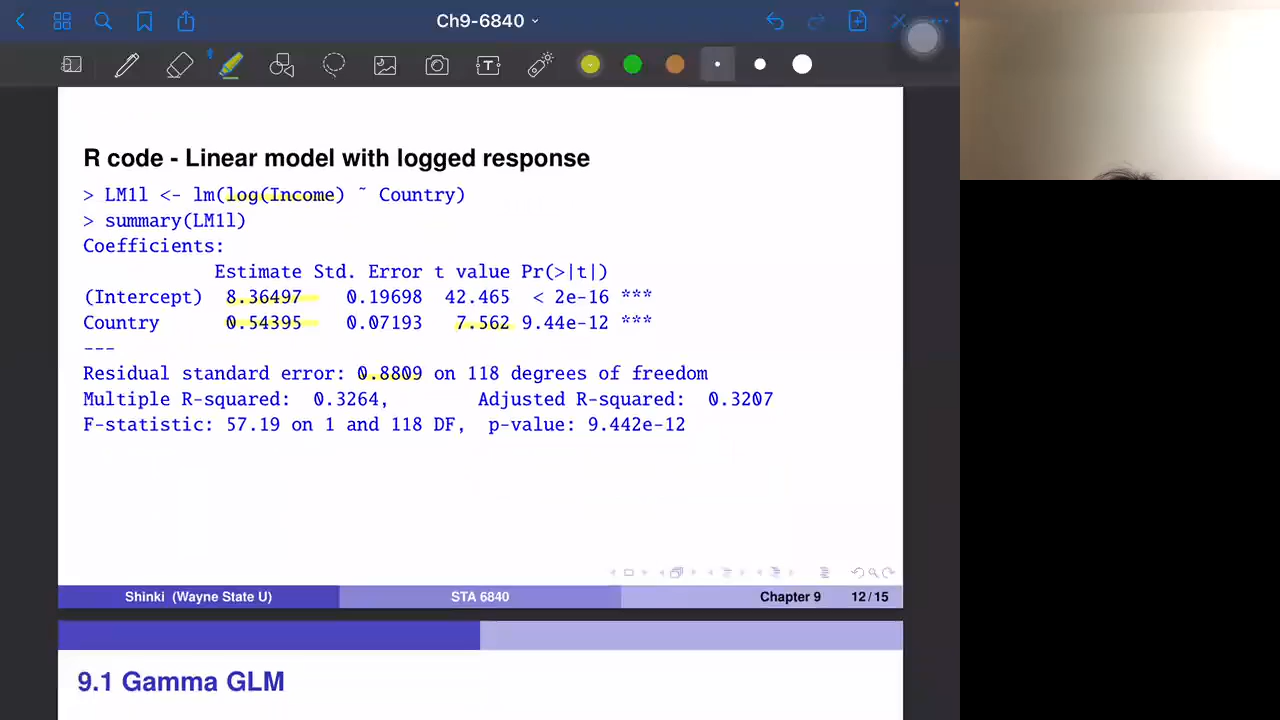 Ch9-6840
T
R code - Linear model with logged response
> LM1l <- lm(log(Income) ~ Country)
> summary(LM1l)
Coefficients:
Estimate Std. Error t value Pr(>|t|)
(Intercept) 8.36497 0.19698 42.465 < 2e-16 ***
Country 0.54395 0.07193 7.562 9.44e-12 ***
---
Residual standard error: 0.8809 on 118 degrees of freedom
Multiple R-squared: 0.3264, Adjusted R-squared: 0.3207
F-statistic: 57.19 on 1 and 118 DF, p-value: 9.442e-12
Shinki (Wayne State U) STA 6840 Chapter 9 12/15
9.1 Gamma GLM